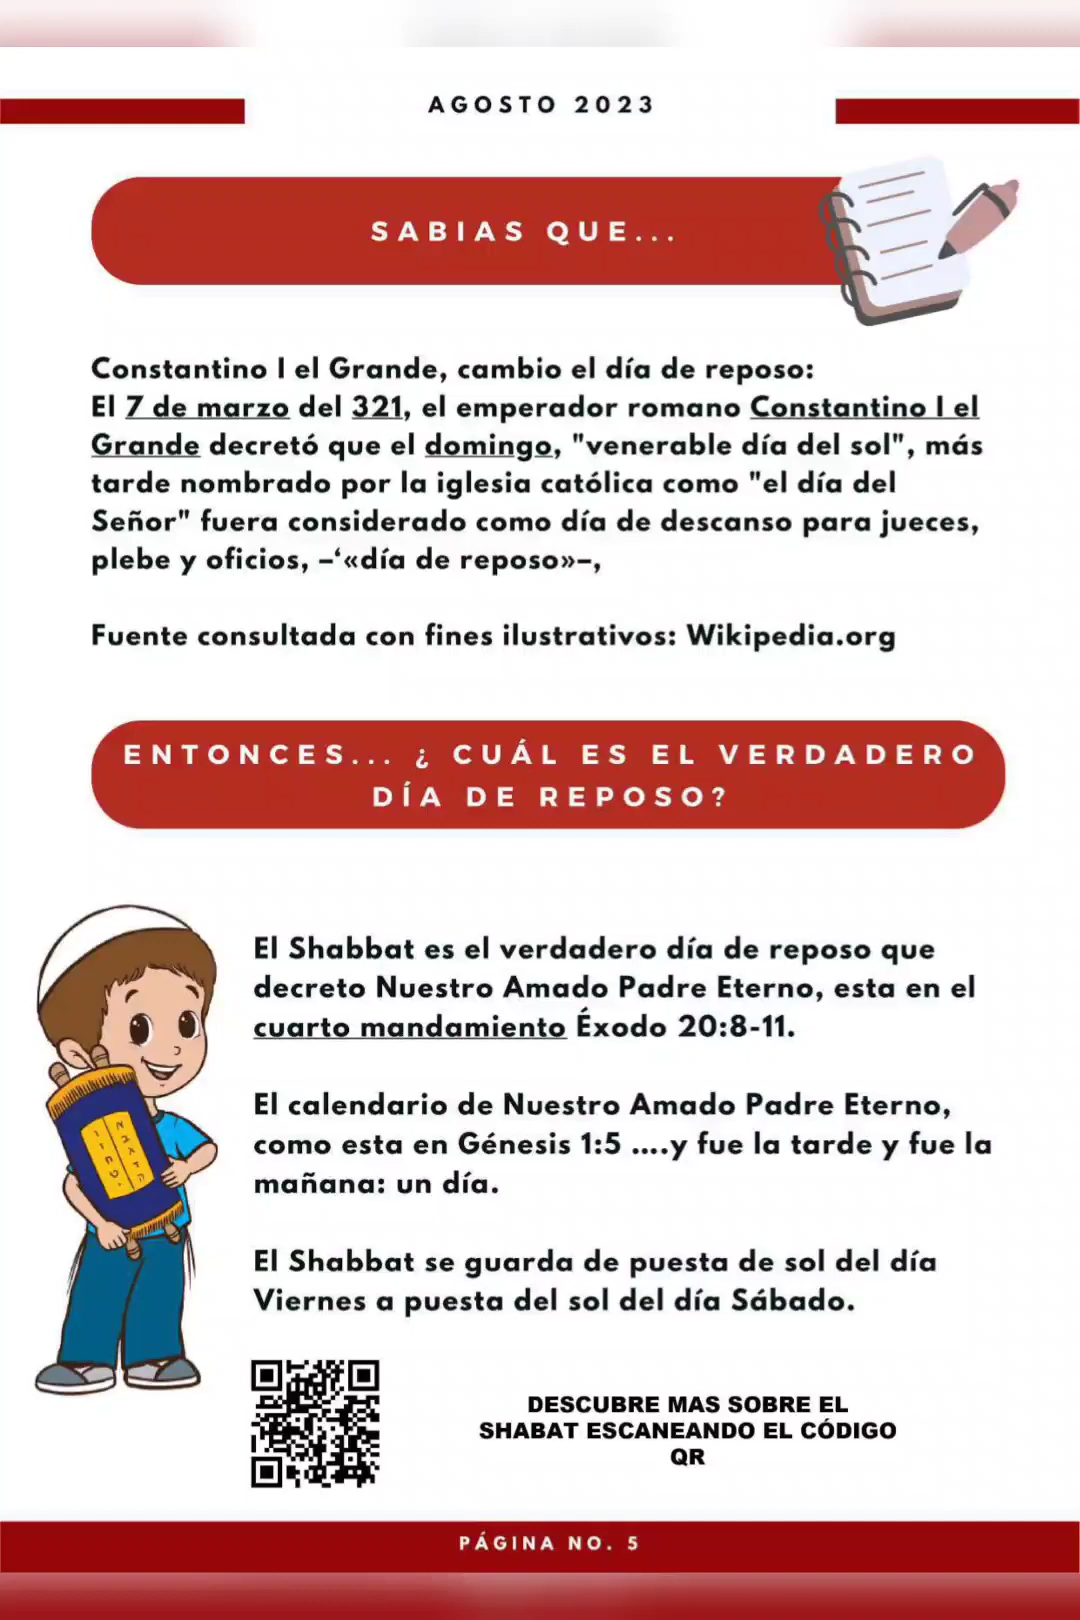 AGOSTO 2023
SABIAS QUE...
Constantino I el Grande, cambio el día de reposo:
El 7 de marzo del 321, el emperador romano Constantino I el
Grande decretó que el domingo, "venerable día del sol", más
tarde nombrado por la iglesia católica como "el día del
Señor" fuera considerado como día de descanso para jueces,
plebe y oficios, –‘«día de reposo»–,
Fuente consultada con fines ilustrativos: Wikipedia.org
ENTONCES... ¿ CUÁL ES EL VERDADERO
DÍA DE REPOSO?
El Shabbat es el verdadero día de reposo que
decreto Nuestro Amado Padre Eterno, esta en el
cuarto mandamiento Éxodo 20:8-11.
El calendario de Nuestro Amado Padre Eterno,
como esta en Génesis 1:5 ....y fue la tarde y fue la
mañana: un día.
El Shabbat se guarda de puesta de sol del día
Viernes a puesta del sol del día Sábado.
DESCUBRE MAS SOBRE EL
SHABAT ESCANEANDO EL CÓDIGO
QR
PÁGINA NO. 5